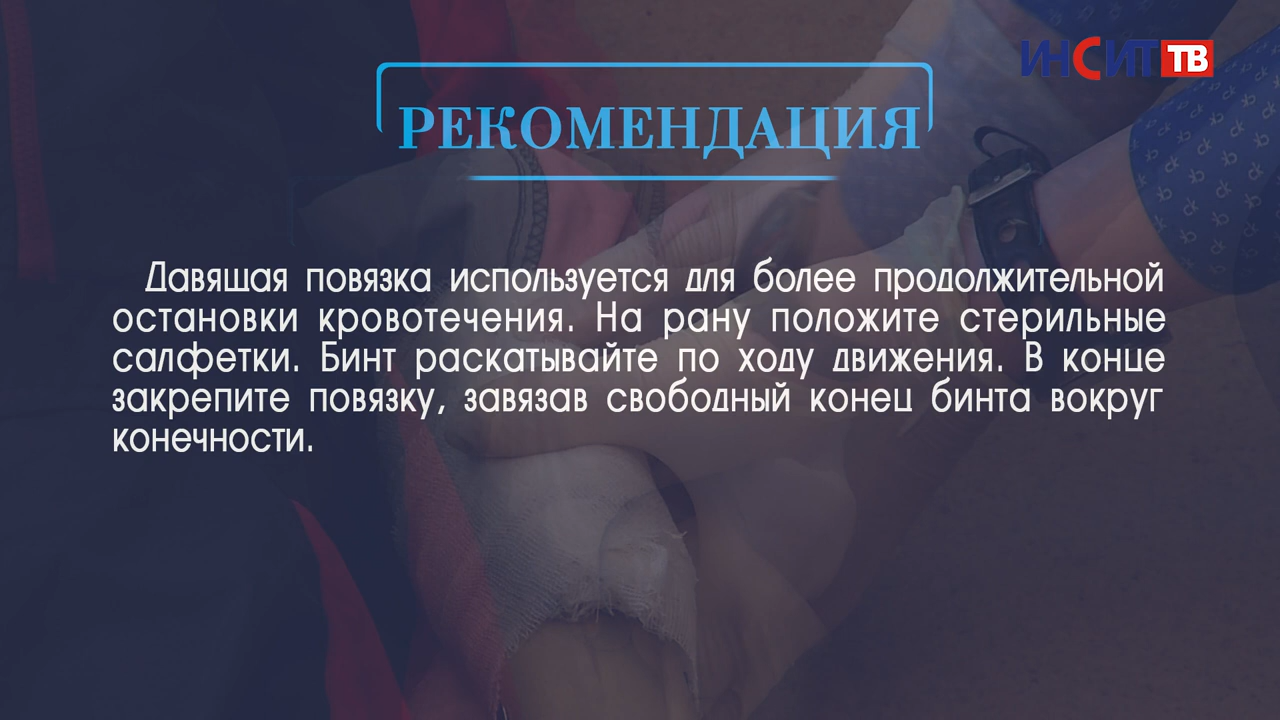 ИНСИТ ТВ
РЕКОМЕНДАЦИЯ
Давящая повязка используется для более продолжительной
остановки кровотечения. На рану положите стерильные
салфетки. Бинт раскатывайте по ходу движения. В конце
закрепите повязку, завязав свободный конец бинта вокруг
конечности.